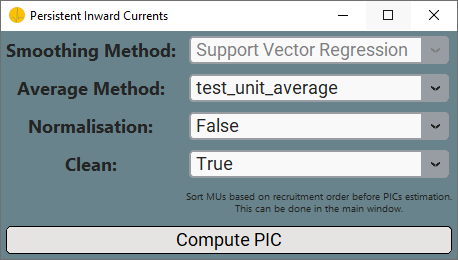 Persistent Inward Currents
Smoothing Method: Support Vector Regression
Average Method: test_unit_average
Normalisation: False
Clean: True
Sort MUs based on recruitment order before PICs estimation.
This can be done in the main window.
Compute PIC